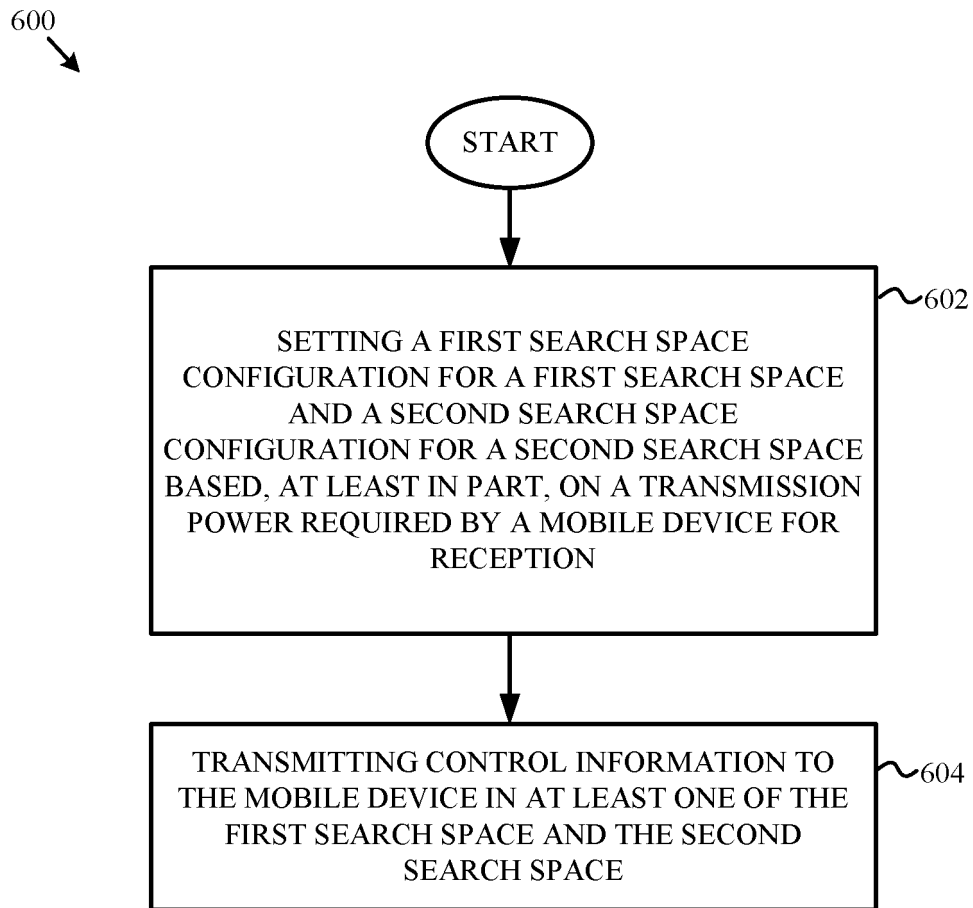 600
START
602
SETTING A FIRST SEARCH SPACE
CONFIGURATION FOR A FIRST SEARCH SPACE
AND A SECOND SEARCH SPACE
CONFIGURATION FOR A SECOND SEARCH SPACE
BASED, AT LEAST IN PART, ON A TRANSMISSION
POWER REQUIRED BY A MOBILE DEVICE FOR
RECEPTION
604
TRANSMITTING CONTROL INFORMATION TO
THE MOBILE DEVICE IN AT LEAST ONE OF THE
FIRST SEARCH SPACE AND THE SECOND
SEARCH SPACE